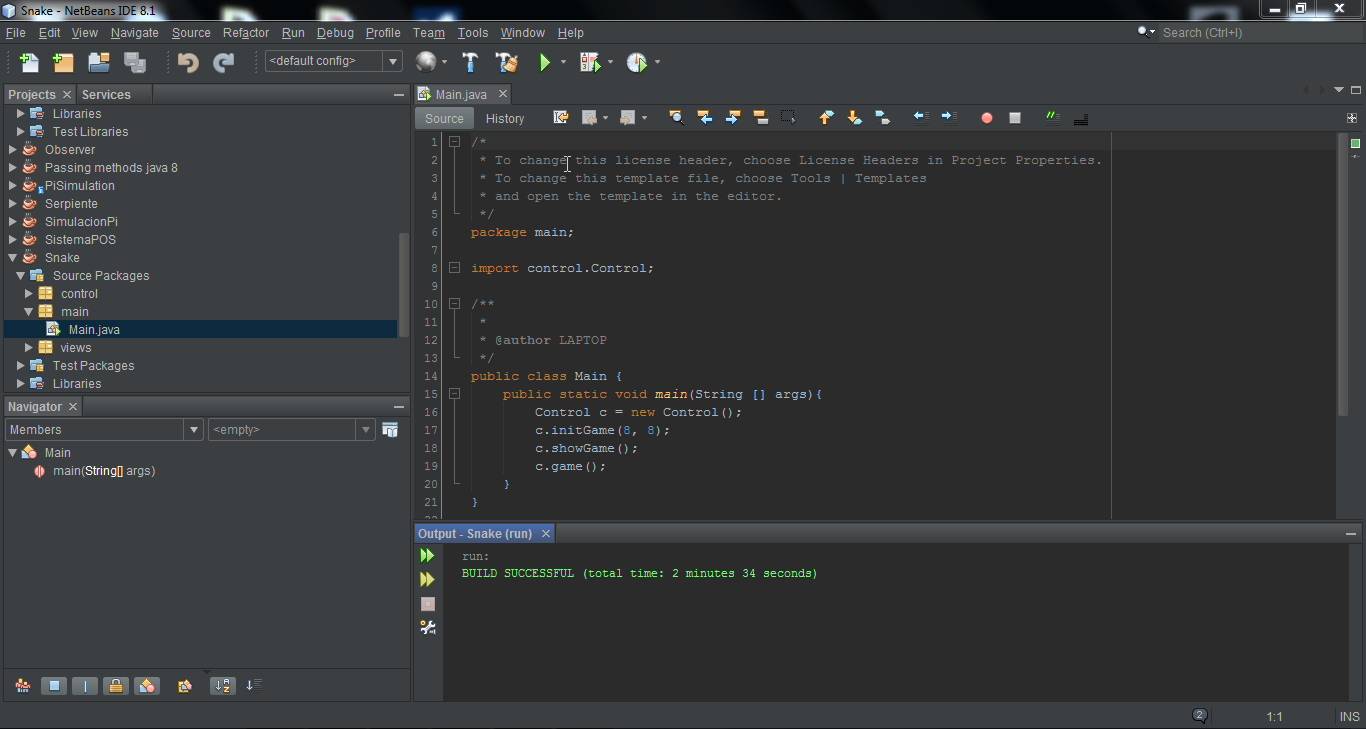 Snake - NetBeans IDE 8.1
File Edit View Navigate Source Refactor Run Debug Profile Team Tools Window Help
Search (Ctrl+I)
<default config>
Projects Services
Libraries
Test Libraries
Observer
Passing methods java 8
PiSimulation
Serpiente
SimulacionPi
SistemaPOS
Snake
Source Packages
control
main
Main.java
views
Test Packages
Libraries
Navigator
Members <empty>
Main
main(String[] args)
Main.java
Source History
1 /*
2 * To change this license header, choose License Headers in Project Properties.
3 * To change this template file, choose Tools | Templates
4 * and open the template in the editor.
5 */
6 package main;
7
8 import control.Control;
9
10 /**
11 *
12 * @author LAPTOP
13 */
14 public class Main {
15 public static void main(String [] args){
16 Control c = new Control();
17 c.initGame(8, 8);
18 c.showGame();
19 c.game();
20 }
21 }
Output - Snake (run)
run:
BUILD SUCCESSFUL (total time: 2 minutes 34 seconds)
2
1:1
INS